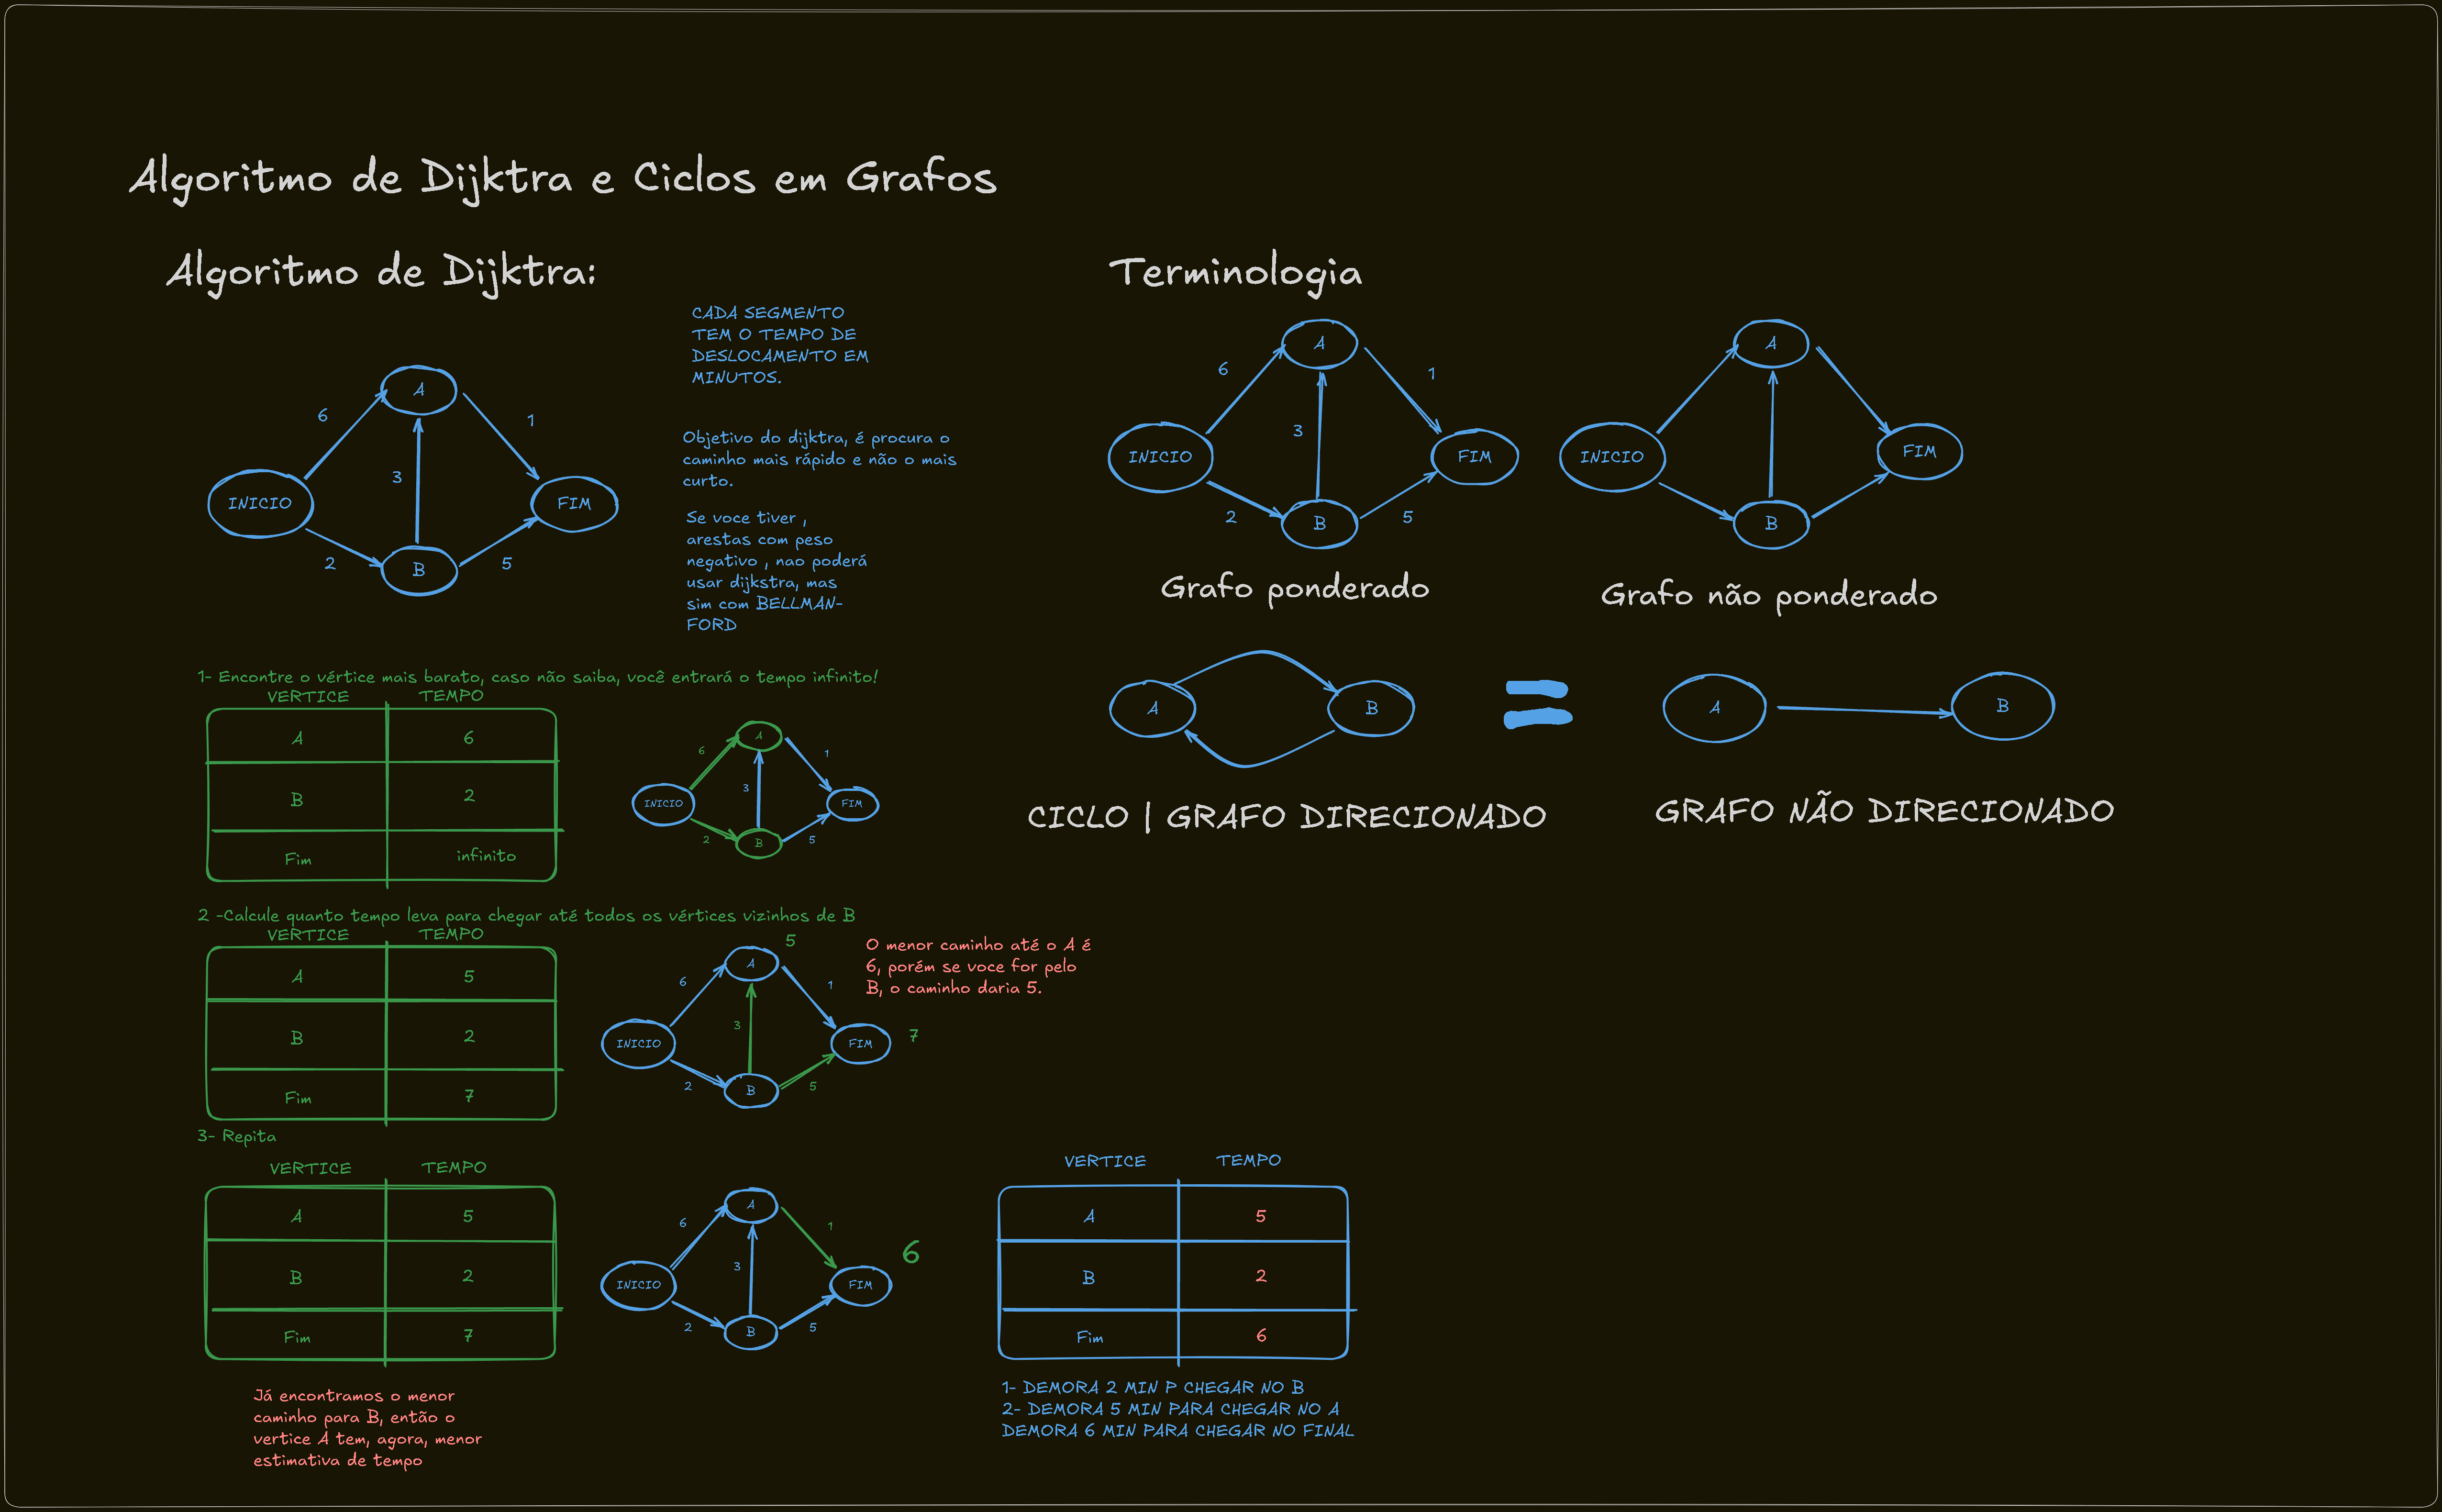 Algoritmo de Dijktra e Ciclos em Grafos
Algoritmo de Dijktra:
CADA SEGMENTO
TEM O TEMPO DE
DESLOCAMENTO EM
MINUTOS.
A
6
1
3
INICIO
FIM
2
B
5
Objetivo do dijktra, é procura o
caminho mais rápido e não o mais
curto.
Se voce tiver ,
arestas com peso
negativo , nao poderá
usar dijkstra, mas
sim com BELLMAN-
FORD
1- Encontre o vértice mais barato, caso não saiba, você entrará o tempo infinito!
VERTICE TEMPO
A 6
B 2
Fim infinito
A
6
1
3
INICIO
FIM
2
B
5
2 -Calcule quanto tempo leva para chegar até todos os vértices vizinhos de B
VERTICE TEMPO
A 5
B 2
Fim 7
5
A
6
1
3
INICIO
FIM
7
2
B
5
O menor caminho até o A é
6, porém se voce for pelo
B, o caminho daria 5.
3- Repita
VERTICE TEMPO
A 5
B 2
Fim 7
A
6
1
6
3
INICIO
FIM
2
B
5
Já encontramos o menor
caminho para B, então o
vertice A tem, agora, menor
estimativa de tempo
VERTICE TEMPO
A 5
B 2
Fim 6
1- DEMORA 2 MIN P CHEGAR NO B
2- DEMORA 5 MIN PARA CHEGAR NO A
DEMORA 6 MIN PARA CHEGAR NO FINAL
Terminologia
A
6
1
3
INICIO
FIM
2
B
5
Grafo ponderado
A
INICIO
FIM
B
Grafo não ponderado
A
B
=
A
B
CICLO | GRAFO DIRECIONADO
GRAFO NÃO DIRECIONADO